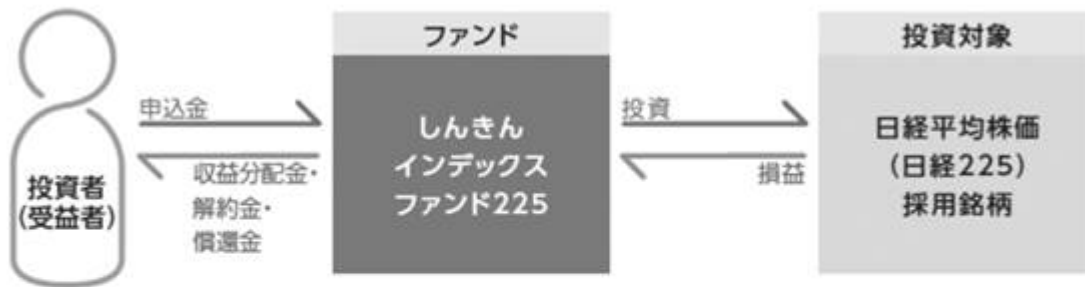 ファンド
投資対象
申込金
収益分配金・
解約金・
償還金
投資者
(受益者)
しんきん
インデックス
ファンド225
投資
損益
日経平均株価
(日経225)
採用銘柄